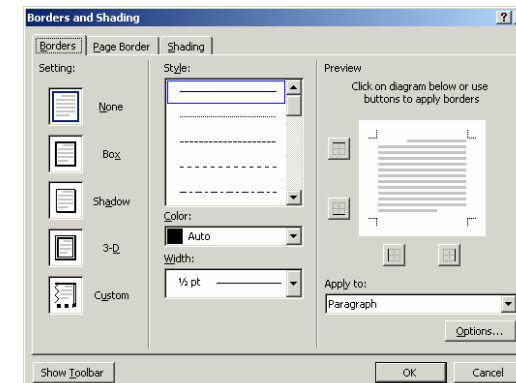 Borders and Shading
?
Borders
Page Border
Shading
Setting:
None
Box
Shadow
3-D
Custom
Style:
Color:
Auto
Width:
½ pt
Preview
Click on diagram below or use
buttons to apply borders
Apply to:
Paragraph
Options...
Show Toolbar
OK
Cancel